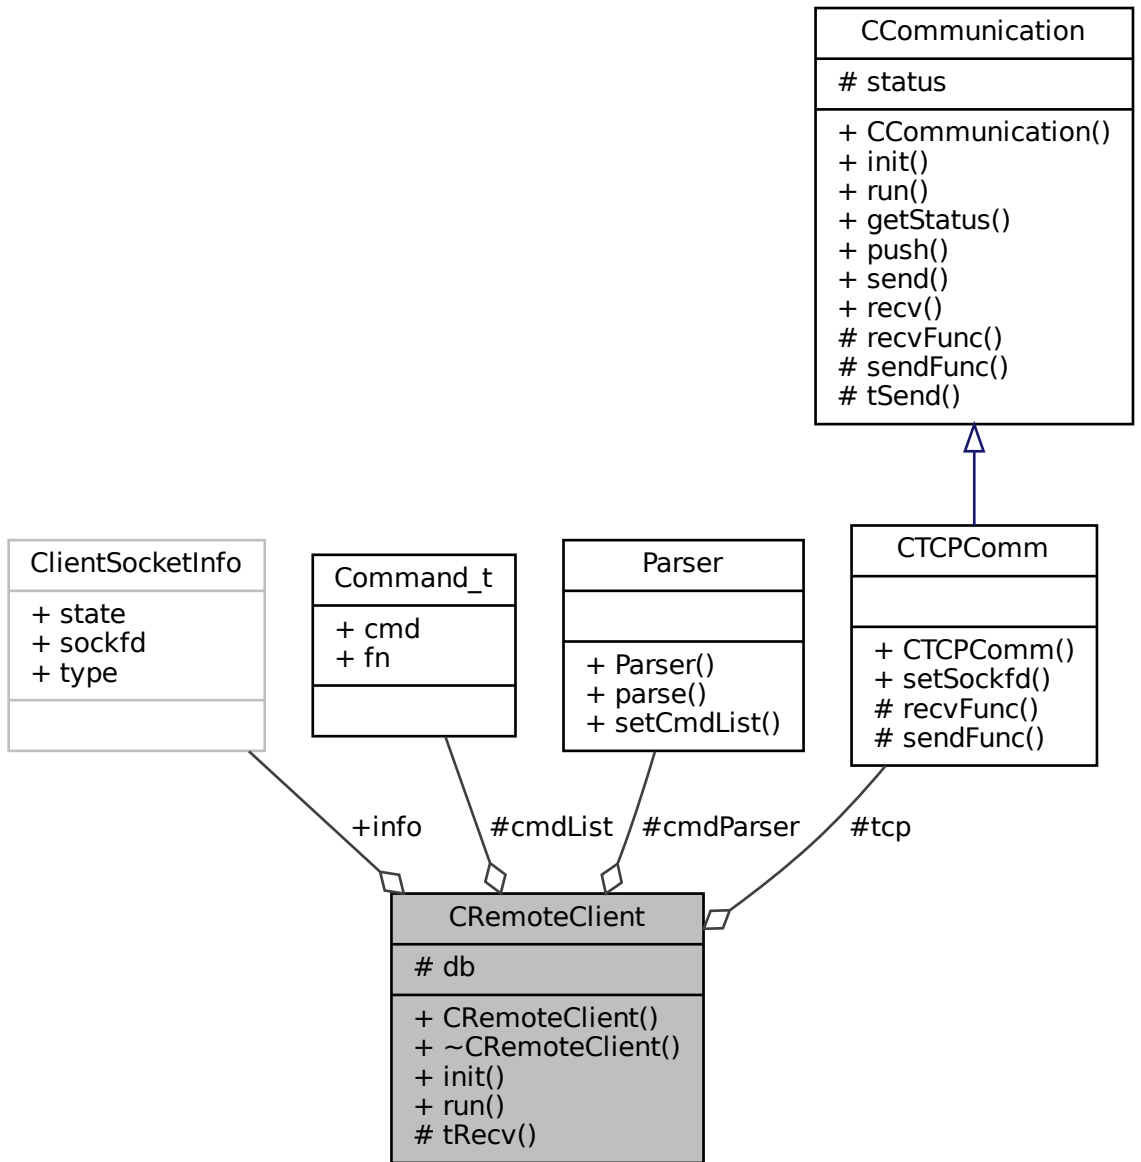 CCommunication
# status
+ CCommunication()
+ init()
+ run()
+ getStatus()
+ push()
+ send()
+ recv()
# recvFunc()
# sendFunc()
# tSend()
ClientSocketInfo
+ state
+ sockfd
+ type
Command_t
+ cmd
+ fn
Parser
+ Parser()
+ parse()
+ setCmdList()
CTCPComm
+ CTCPComm()
+ setSockfd()
# recvFunc()
# sendFunc()
+info
#cmdList
#cmdParser
#tcp
CRemoteClient
# db
+ CRemoteClient()
+ ~CRemoteClient()
+ init()
+ run()
# tRecv()